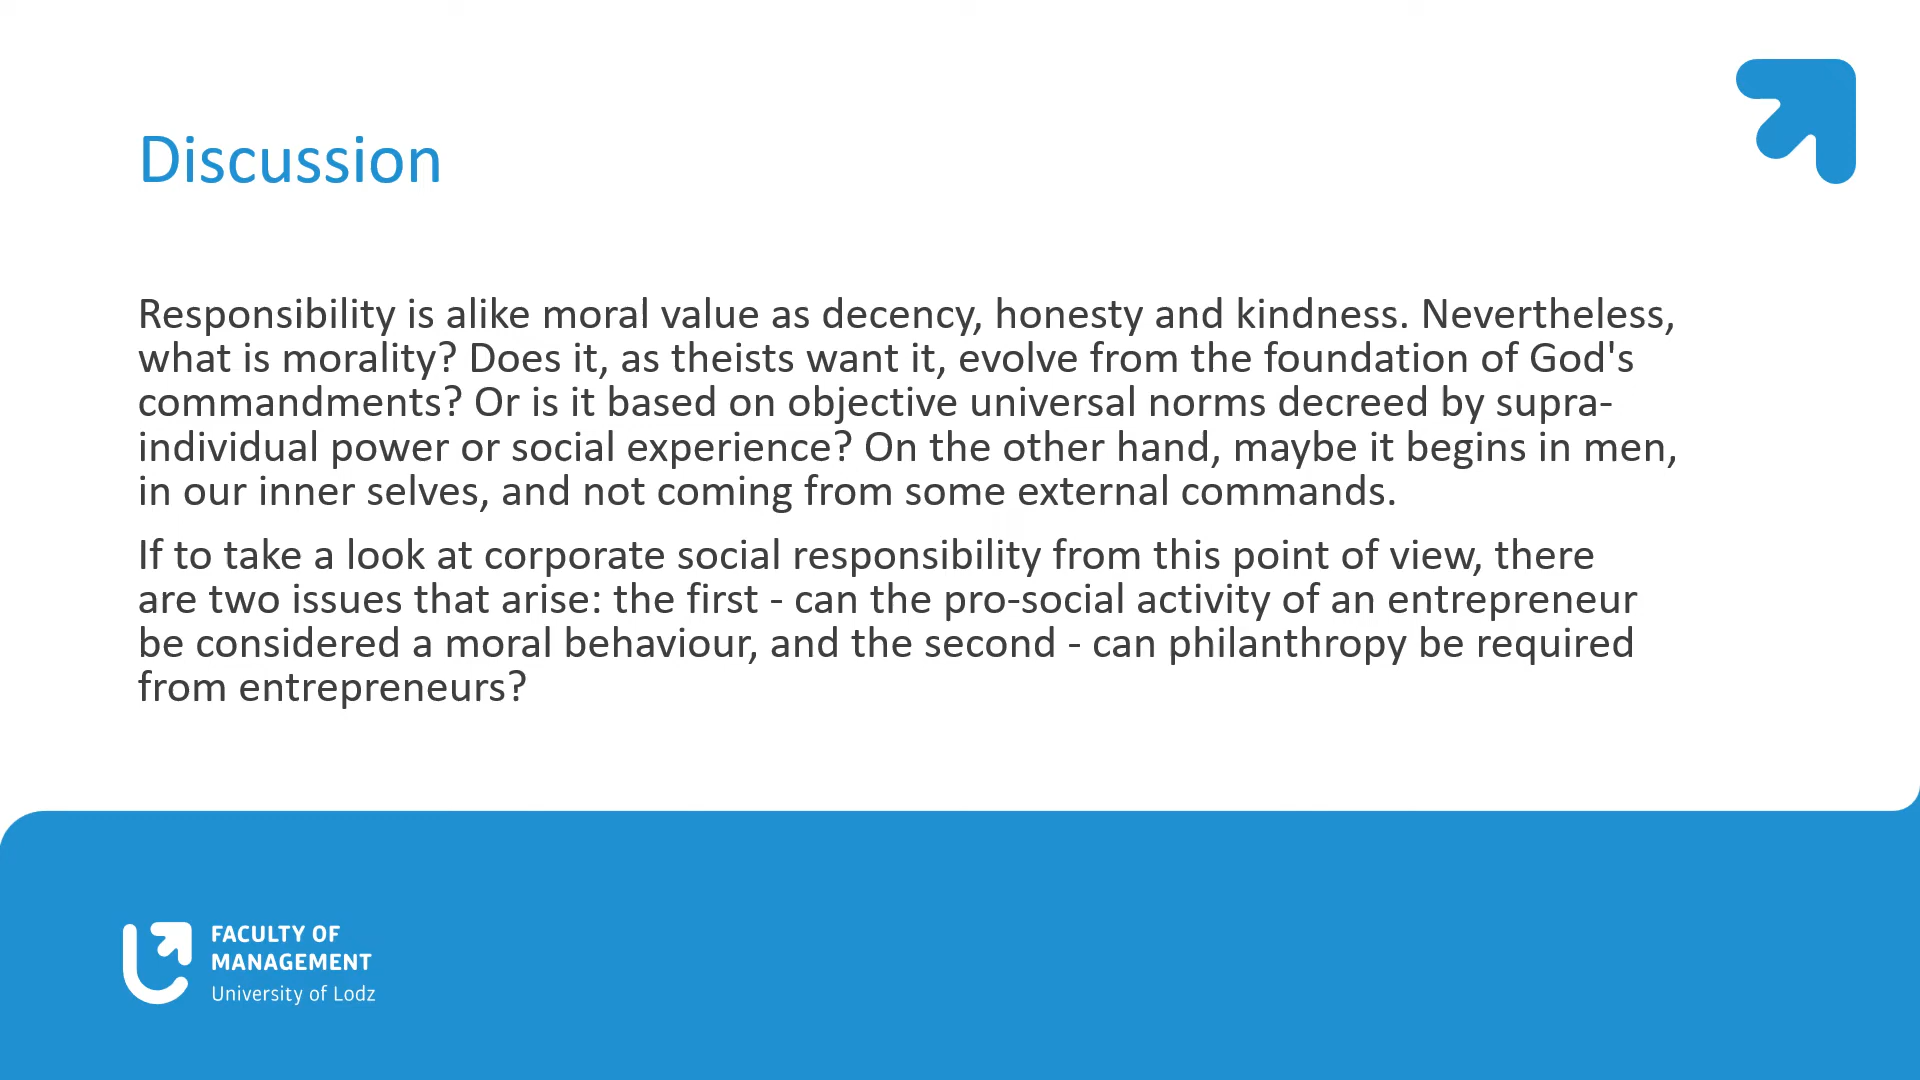 Discussion
Responsibility is alike moral value as decency, honesty and kindness. Nevertheless,
what is morality? Does it, as theists want it, evolve from the foundation of God's
commandments? Or is it based on objective universal norms decreed by supra-
individual power or social experience? On the other hand, maybe it begins in men,
in our inner selves, and not coming from some external commands.
If to take a look at corporate social responsibility from this point of view, there
are two issues that arise: the first - can the pro-social activity of an entrepreneur
be considered a moral behaviour, and the second - can philanthropy be required
from entrepreneurs?
FACULTY OF
MANAGEMENT
University of Lodz